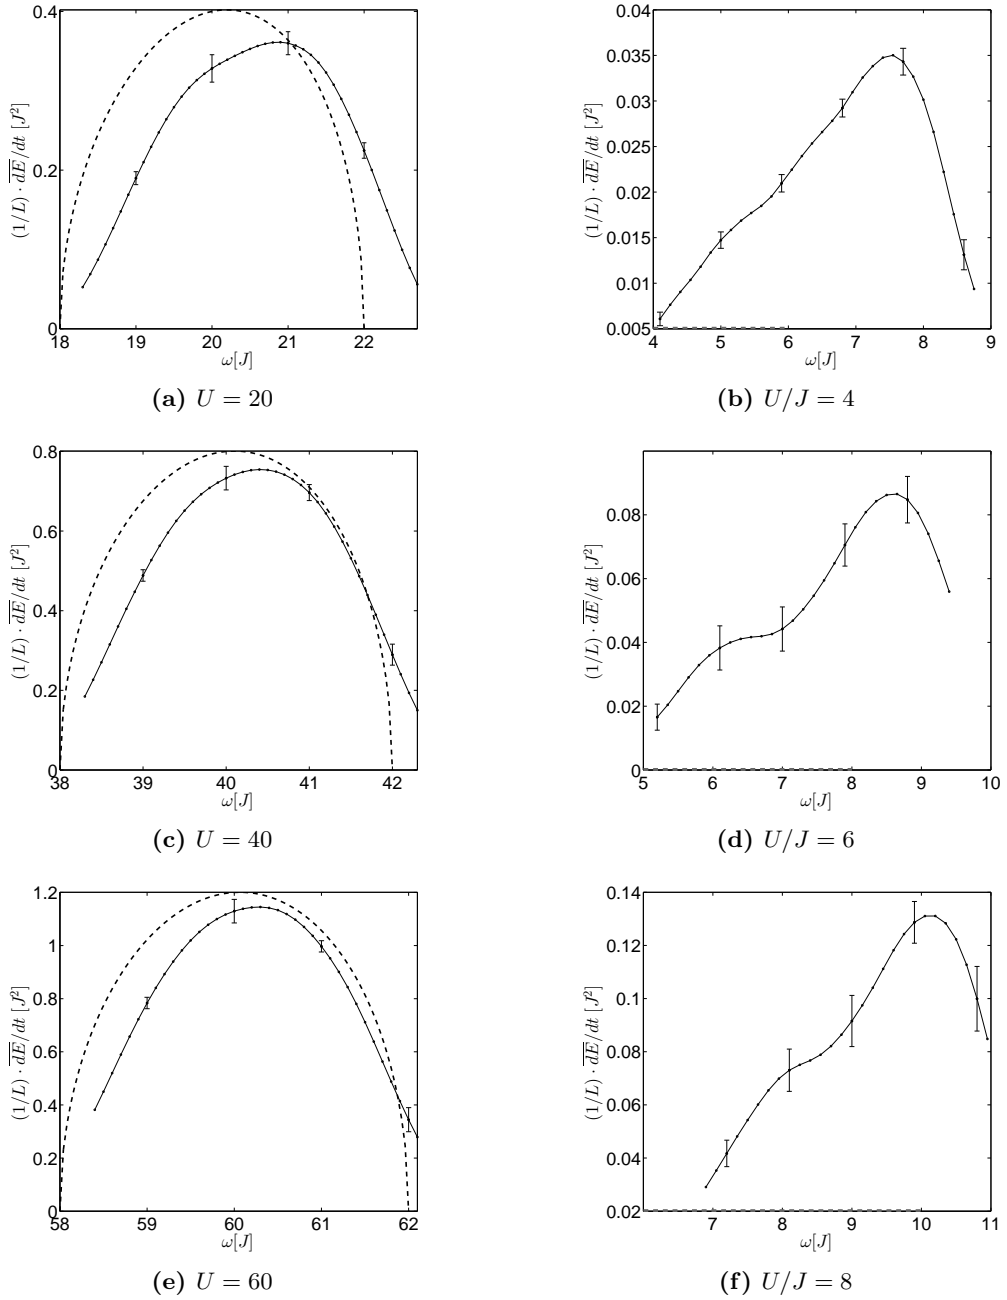 0.4
0.2
0
18 19 20 21 22
(1/L) · dE/dt [J²]
ω[J]
(a) U = 20
0.04
0.035
0.03
0.025
0.02
0.015
0.01
0.005
4 5 6 7 8 9
(1/L) · dE/dt [J²]
ω[J]
(b) U/J = 4
0.8
0.6
0.4
0.2
0
38 39 40 41 42
(1/L) · dE/dt [J²]
ω[J]
(c) U = 40
0.08
0.06
0.04
0.02
0
5 6 7 8 9 10
(1/L) · dE/dt [J²]
ω[J]
(d) U/J = 6
1.2
1
0.8
0.6
0.4
0.2
0
58 59 60 61 62
(1/L) · dE/dt [J²]
ω[J]
(e) U = 60
0.14
0.12
0.1
0.08
0.06
0.04
0.02
7 8 9 10 11
(1/L) · dE/dt [J²]
ω[J]
(f) U/J = 8